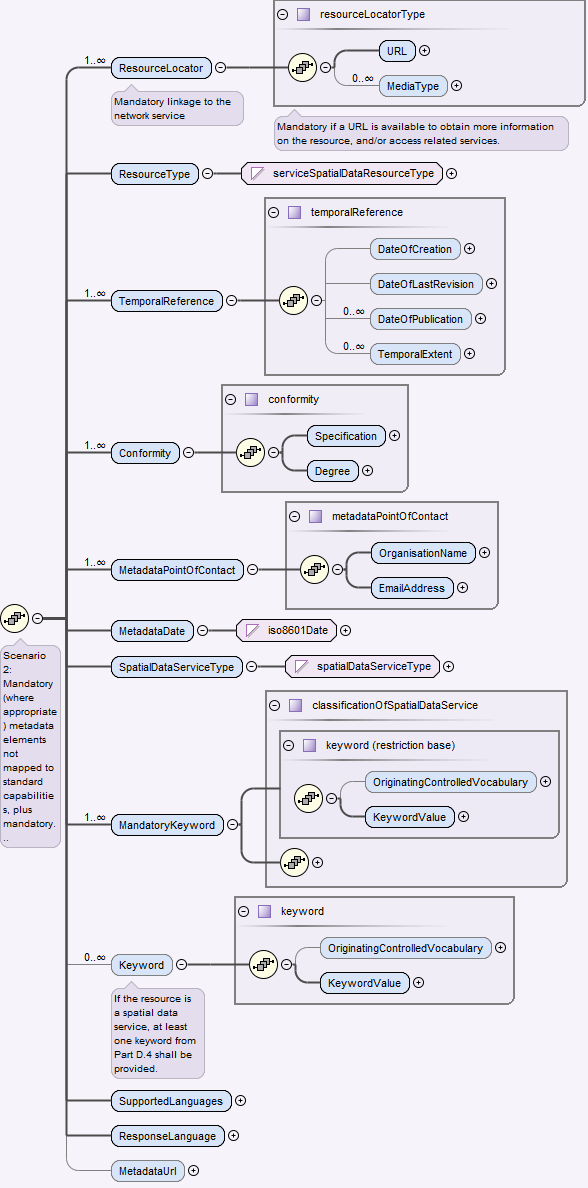 resourceLocatorType
1..∞
ResourceLocator
URL
0..∞
MediaType
Mandatory linkage to the
network service
Mandatory if a URL is available to obtain more information
on the resource, and/or access related services.
ResourceType
serviceSpatialDataResourceType
temporalReference
DateOfCreation
DateOfLastRevision
1..∞
TemporalReference
0..∞
DateOfPublication
0..∞
TemporalExtent
conformity
1..∞
Conformity
Specification
Degree
metadataPointOfContact
1..∞
MetadataPointOfContact
OrganisationName
EmailAddress
MetadataDate
iso8601Date
Scenario
2:
Mandatory
(where
appropriate
) metadata
elements
not
mapped to
standard
capabilitie
s, plus
mandatory.
..
SpatialDataServiceType
spatialDataServiceType
classificationOfSpatialDataService
keyword (restriction base)
OriginatingControlledVocabulary
KeywordValue
1..∞
MandatoryKeyword
keyword
OriginatingControlledVocabulary
0..∞
Keyword
KeywordValue
If the resource is
a spatial data
service, at least
one keyword from
Part D.4 shall be
provided.
SupportedLanguages
ResponseLanguage
MetadataUrl